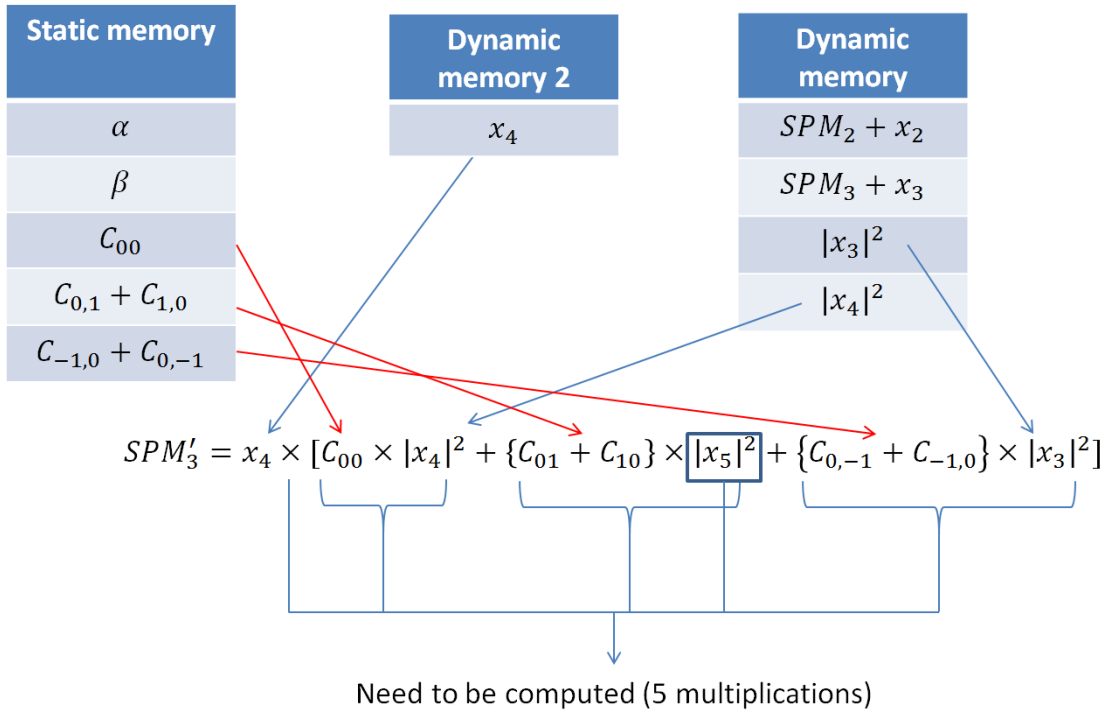 Static memory
α
β
C₀₀
C₀,₁ + C₁,₀
C₋₁,₀ + C₀,₋₁
Dynamic
memory 2
x₄
Dynamic
memory
SPM₂ + x₂
SPM₃ + x₃
|x₃|²
|x₄|²
SPM₃′ = x₄ × [C₀₀ × |x₄|² + {C₀₁ + C₁₀} × |x₅|² + {C₀,₋₁ + C₋₁,₀} × |x₃|²]
Need to be computed (5 multiplications)